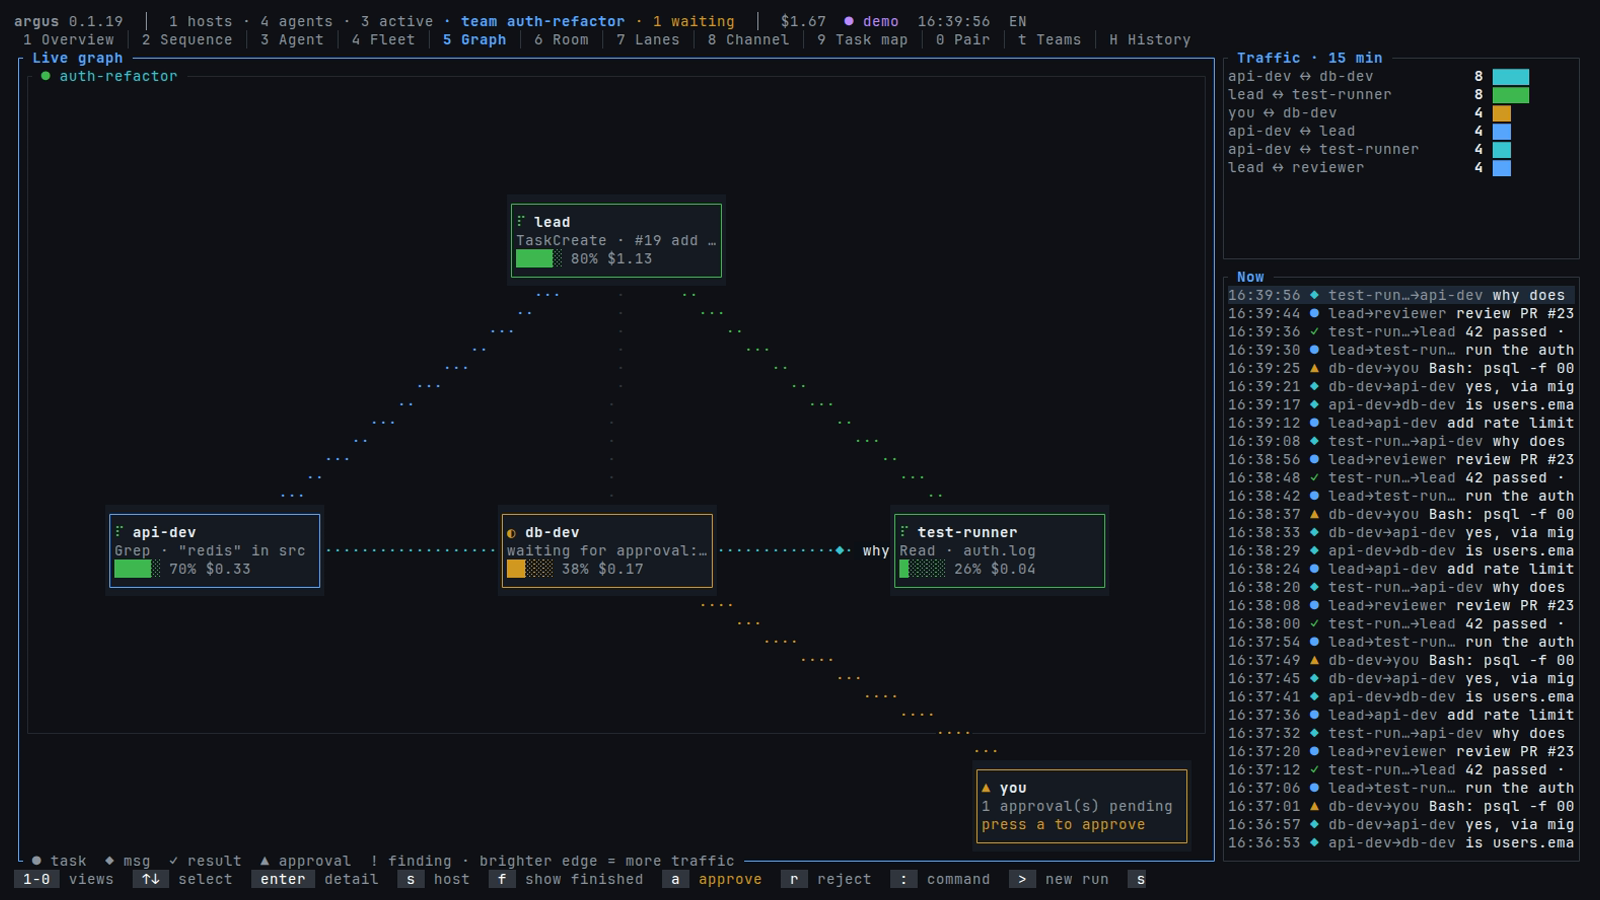 argus 0.1.19 │ 1 hosts · 4 agents · 3 active · team auth-refactor · 1 waiting │ $1.67 ● demo 16:39:56 EN
1 Overview │ 2 Sequence │ 3 Agent │ 4 Fleet │ 5 Graph │ 6 Room │ 7 Lanes │ 8 Channel │ 9 Task map │ 0 Pair │ t Teams │ H History
Live graph
● auth-refactor
lead
TaskCreate · #19 add …
80% $1.13
api-dev
Grep · "redis" in src
70% $0.33
◐ db-dev
waiting for approval:…
38% $0.17
◆· why
test-runner
Read · auth.log
26% $0.04
▲ you
1 approval(s) pending
press a to approve
● task ◆ msg ✓ result ▲ approval ! finding · brighter edge = more traffic
Traffic · 15 min
api-dev ↔ db-dev 8
lead ↔ test-runner 8
you ↔ db-dev 4
api-dev ↔ lead 4
api-dev ↔ test-runner 4
lead ↔ reviewer 4
Now
16:39:56 ◆ test-run…→api-dev why does
16:39:44 ● lead→reviewer review PR #23
16:39:36 ✓ test-run…→lead 42 passed ·
16:39:30 ● lead→test-run… run the auth
16:39:25 ▲ db-dev→you Bash: psql -f 00
16:39:21 ◆ db-dev→api-dev yes, via mig
16:39:17 ◆ api-dev→db-dev is users.ema
16:39:12 ● lead→api-dev add rate limit
16:39:08 ◆ test-run…→api-dev why does
16:38:56 ● lead→reviewer review PR #23
16:38:48 ✓ test-run…→lead 42 passed ·
16:38:42 ● lead→test-run… run the auth
16:38:37 ▲ db-dev→you Bash: psql -f 00
16:38:33 ◆ db-dev→api-dev yes, via mig
16:38:29 ◆ api-dev→db-dev is users.ema
16:38:24 ● lead→api-dev add rate limit
16:38:20 ◆ test-run…→api-dev why does
16:38:08 ● lead→reviewer review PR #23
16:38:00 ✓ test-run…→lead 42 passed ·
16:37:54 ● lead→test-run… run the auth
16:37:49 ▲ db-dev→you Bash: psql -f 00
16:37:45 ◆ db-dev→api-dev yes, via mig
16:37:41 ◆ api-dev→db-dev is users.ema
16:37:36 ● lead→api-dev add rate limit
16:37:32 ◆ test-run…→api-dev why does
16:37:20 ● lead→reviewer review PR #23
16:37:12 ✓ test-run…→lead 42 passed ·
16:37:06 ● lead→test-run… run the auth
16:37:01 ▲ db-dev→you Bash: psql -f 00
16:36:57 ◆ db-dev→api-dev yes, via mig
16:36:53 ◆ api-dev→db-dev is users.ema
1-0 views ↑↓ select enter detail s host f show finished a approve r reject : command > new run s